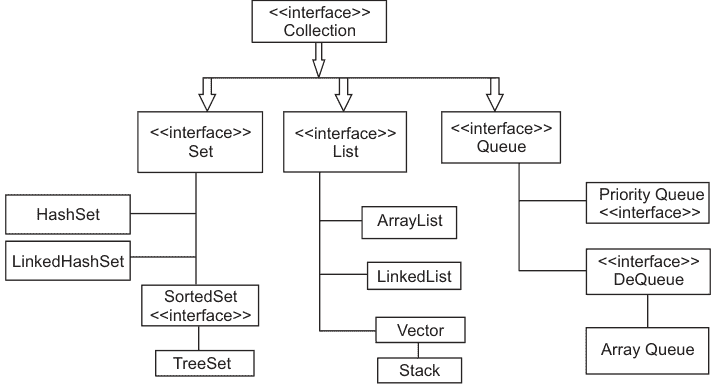 <<interface>>
Collection
<<interface>>
Set
<<interface>>
List
<<interface>>
Queue
HashSet
LinkedHashSet
SortedSet
<<interface>>
TreeSet
ArrayList
LinkedList
Vector
Stack
Priority Queue
<<interface>>
<<interface>>
DeQueue
Array Queue